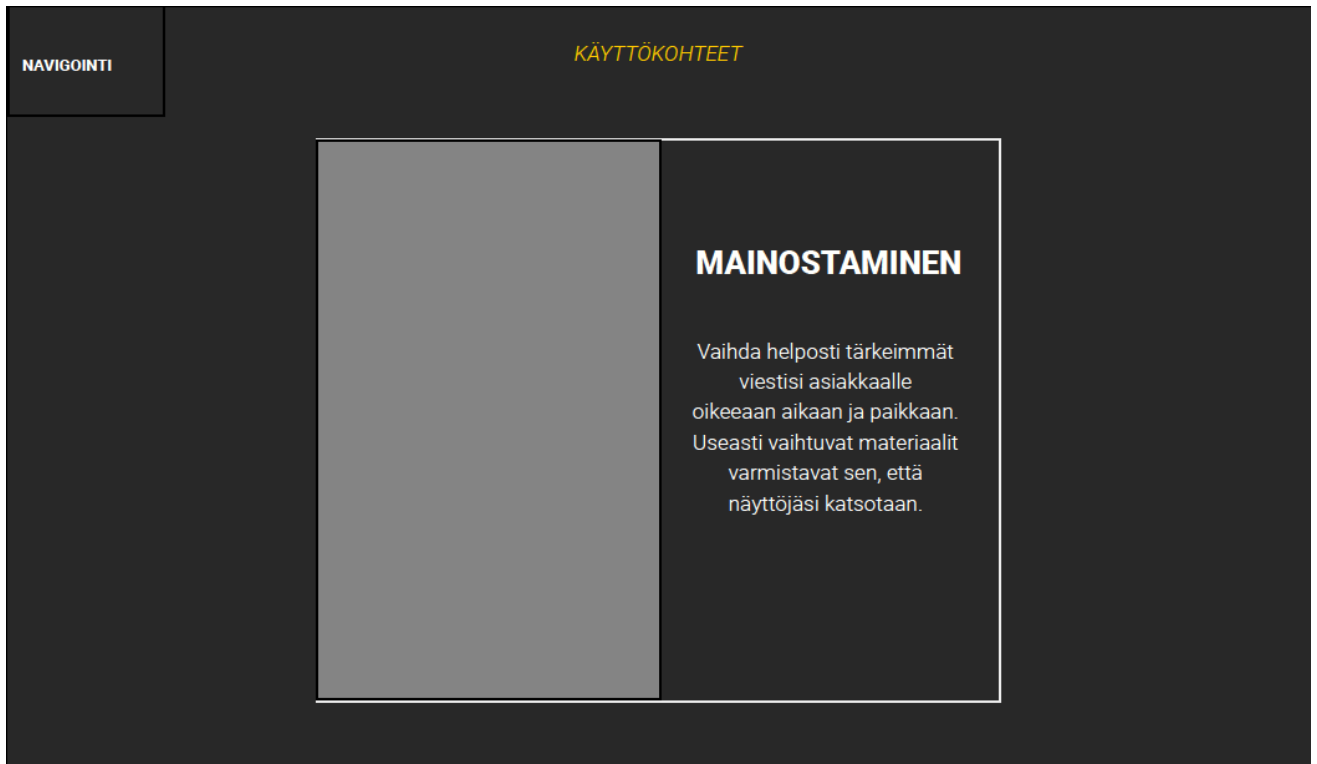 NAVIGOINTI
KÄYTTÖKOHTEET
MAINOSTAMINEN
Vaihda helposti tärkeimmät
viestisi asiakkaalle
oikeeaan aikaan ja paikkaan.
Useasti vaihtuvat materiaalit
varmistavat sen, että
näyttöjäsi katsotaan.